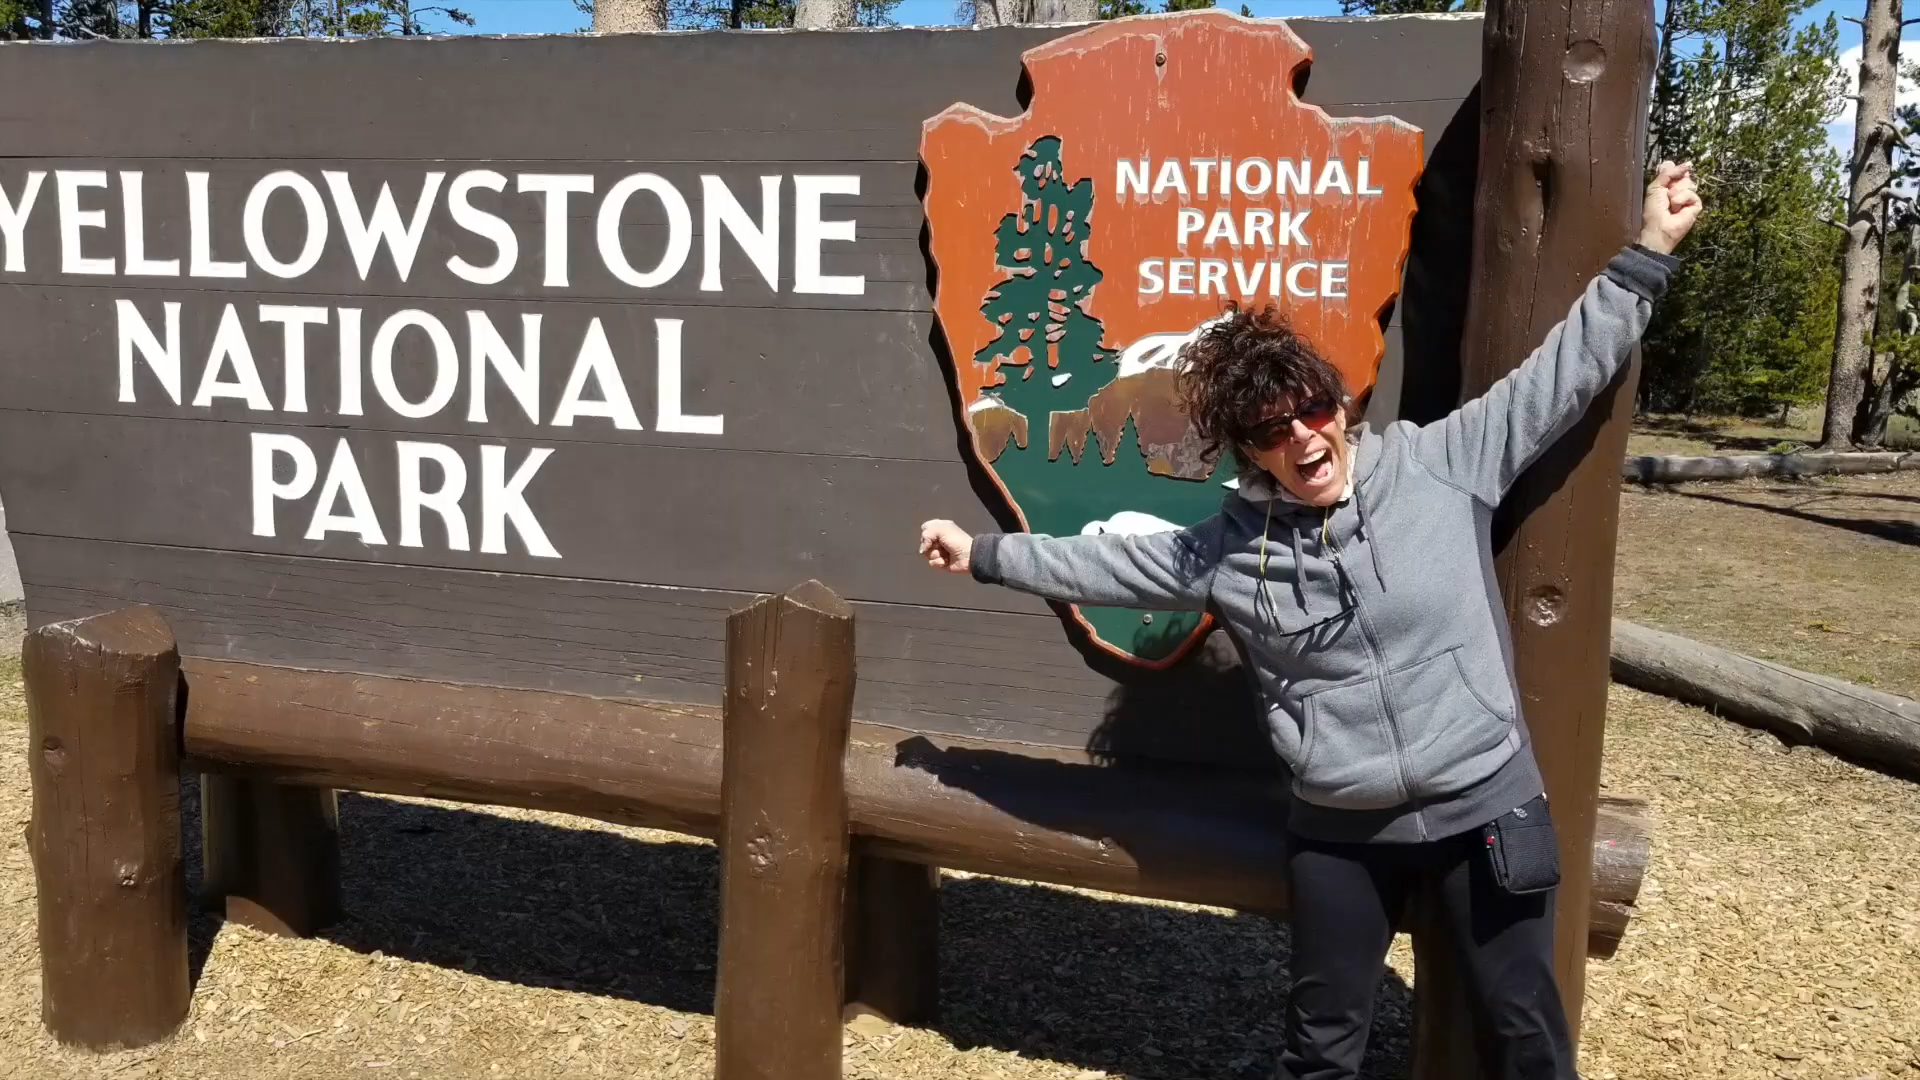 YELLOWSTONE
NATIONAL
PARK
NATIONAL
PARK
SERVICE